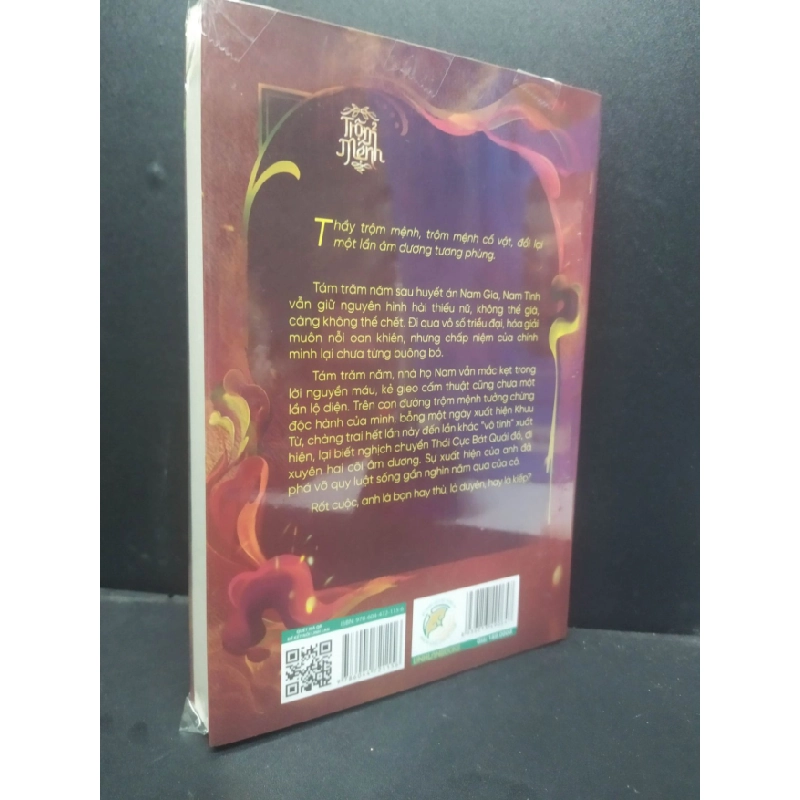 Trộm
Mệnh
Thầy trộm mệnh, trộm mệnh cổ vật, đổi lại
một lần âm dương tương phùng.
Tám trăm năm sau huyết án Nam Gia, Nam Tinh
vẫn giữ nguyên hình hài thiếu nữ, không thể già,
càng không thể chết. Đi qua vô số triều đại, hóa giải
muôn nỗi oan khiên, nhưng chấp niệm của chính
mình lại chưa từng buông bỏ.
Tám trăm năm, nhà họ Nam vẫn mắc kẹt trong
lời nguyền máu, kẻ gieo cấm thuật cũng chưa một
lần lộ diện. Trên con đường trộm mệnh tưởng chừng
độc hành của mình, bỗng một ngày xuất hiện Khưu
Từ, chàng trai hết lần này đến lần khác "vô tình" xuất
hiện, lại biết nghịch chuyển Thái Cực Bát Quái đồ, đi
xuyên hai cõi âm dương. Sự xuất hiện của anh đã
phá vỡ quy luật sống gần nghìn năm qua của cô.
Rốt cuộc, anh là bạn hay thù, là duyên, hay là kiếp?